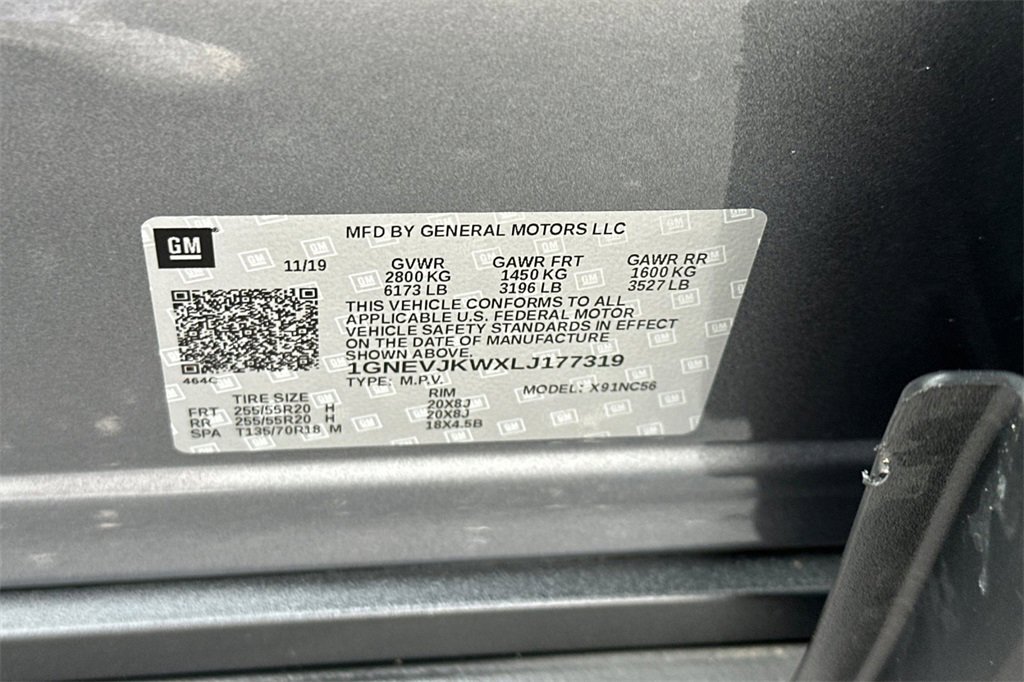 GM
MFD BY GENERAL MOTORS LLC
11/19
GVWR GAWR FRT GAWR RR
2800 KG 1450 KG 1600 KG
6173 LB 3196 LB 3527 LB
THIS VEHICLE CONFORMS TO ALL
APPLICABLE U.S. FEDERAL MOTOR
VEHICLE SAFETY STANDARDS IN EFFECT
ON THE DATE OF MANUFACTURE
SHOWN ABOVE.
1GNEVJKWXLJ177319
464C
TYPE: M.P.V. MODEL: X91NC56
TIRE SIZE RIM
FRT 255/55R20 H 20X8J
RR 255/55R20 H 20X8J
SPA T135/70R18 M 18X4.5B